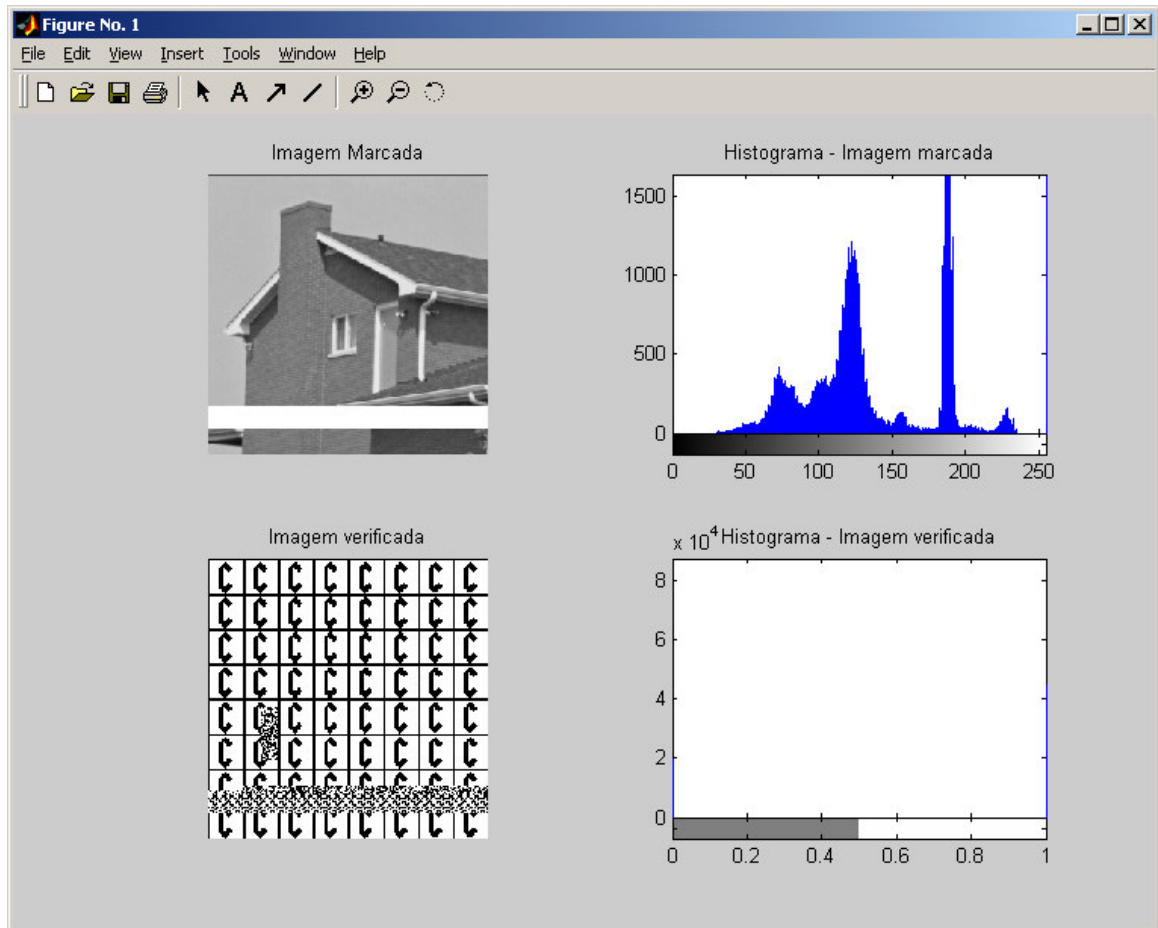 Figure No. 1
File Edit View Insert Tools Window Help
A
Imagem Marcada
Histograma - Imagem marcada
1500
1000
500
0
0 50 100 150 200 250
Imagem verificada
x 10^4 Histograma - Imagem verificada
C C C C C C C C
C C C C C C C C
C C C C C C C C
C C C C C C C C
C C C C C C C C
C C C C C C C C
8
6
4
2
0
0 0.2 0.4 0.6 0.8 1